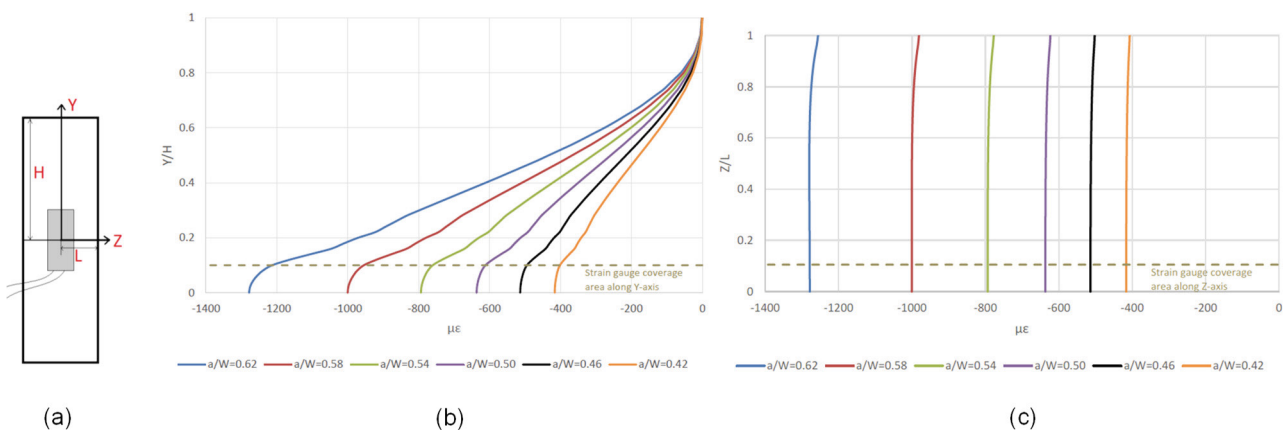 Y
H
Z
L
(a)
1
0.8
0.6
0.4
0.2
0
Y/H
Strain gauge coverage
area along Y-axis
-1400 -1200 -1000 -800 -600 -400 -200 0
με
a/W=0.62 a/W=0.58 a/W=0.54 a/W=0.50 a/W=0.46 a/W=0.42
(b)
1
0.8
0.6
0.4
0.2
0
Z/L
Strain gauge coverage
area along Z-axis
-1400 -1200 -1000 -800 -600 -400 -200 0
με
a/W=0.62 a/W=0.58 a/W=0.54 a/W=0.50 a/W=0.46 a/W=0.42
(c)